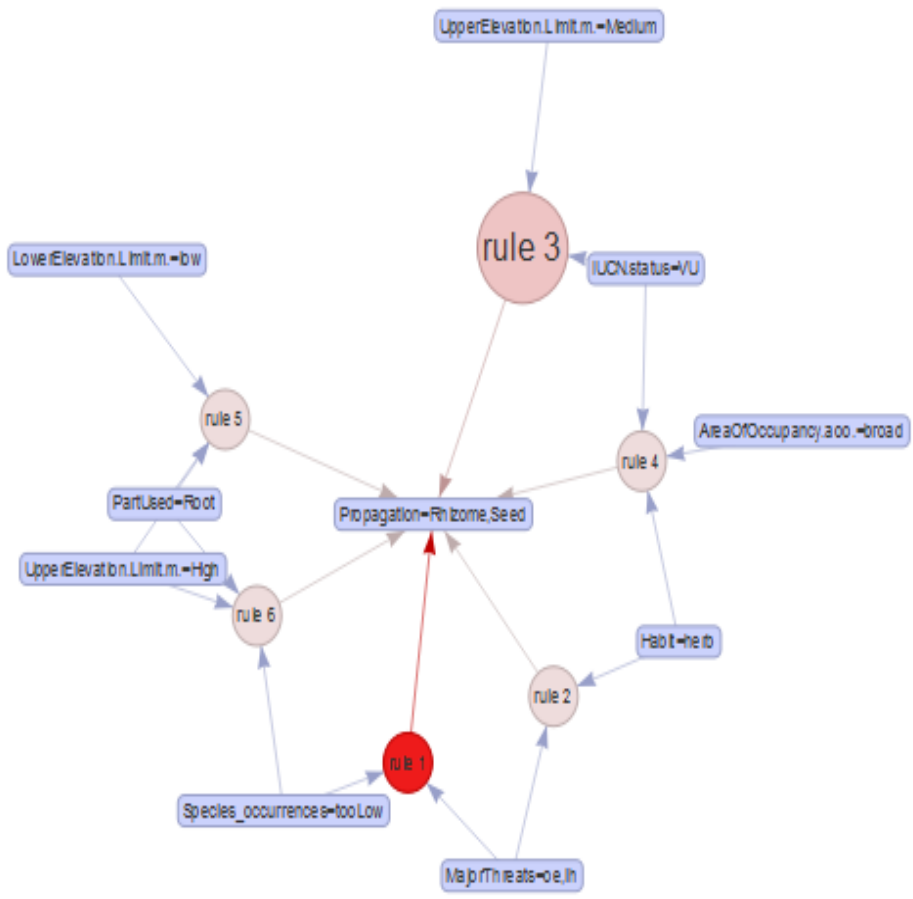 UpperElevation.Limit.m.=Medium
rule 3
LowerElevation.Limit.m.=low
IUCN.status=VU
rule 5
AreaOfOccupancy.aoo.=broad
rule 4
PartUsed=Root
Propagation=Rhizome,Seed
UpperElevation.Limit.m.=High
rule 6
Habit=herb
rule 2
rule 1
Species_occurrences=tooLow
MajorThreats=oe,lh